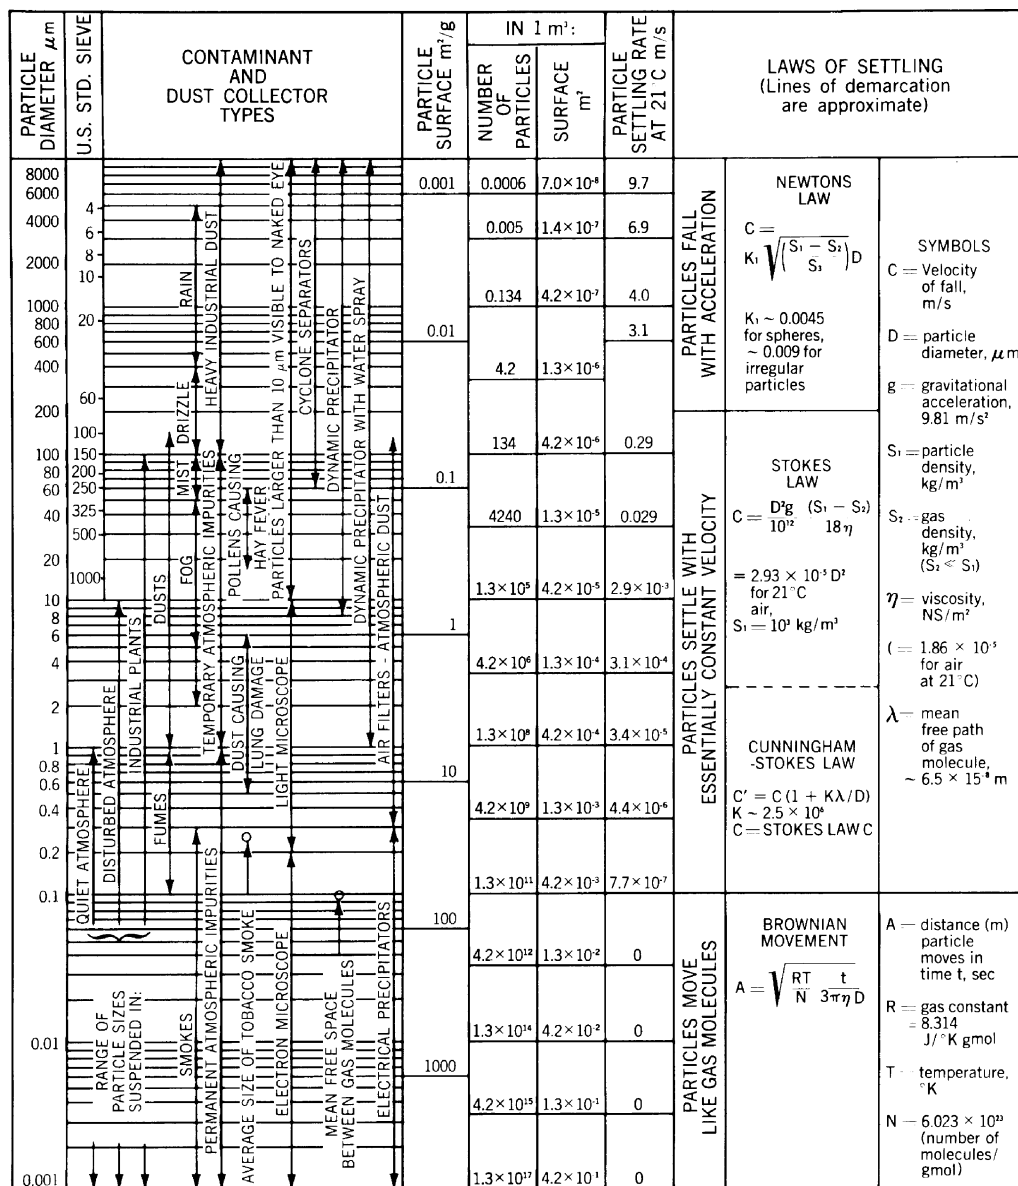 PARTICLE
DIAMETER μm
U.S. STD. SIEVE
CONTAMINANT
AND
DUST COLLECTOR
TYPES
PARTICLE
SURFACE m²/g
IN 1 m³:
NUMBER
OF
PARTICLES
SURFACE
m²
PARTICLE
SETTLING RATE
AT 21°C m/s
LAWS OF SETTLING
(Lines of demarcation
are approximate)
8000
6000
4000
2000
1000
800
600
400
200
100
80
60
40
20
10
8
6
4
2
1
0.8
0.6
0.4
0.2
0.1
0.01
0.001
4
6
8
10
20
60
100
150
200
250
325
500
1000
RAIN
DRIZZLE
MIST
FOG
HEAVY INDUSTRIAL DUST
TEMPORARY ATMOSPHERIC IMPURITIES
POLLENS CAUSING
HAY FEVER
PARTICLES LARGER THAN 10 μm VISIBLE TO NAKED EYE
CYCLONE SEPARATORS
DYNAMIC PRECIPITATOR
DYNAMIC PRECIPITATOR WITH WATER SPRAY
AIR FILTERS - ATMOSPHERIC DUST
DUSTS
INDUSTRIAL PLANTS
DISTURBED ATMOSPHERE
QUIET ATMOSPHERE
FUMES
DUST CAUSING
LUNG DAMAGE
LIGHT MICROSCOPE
RANGE OF
PARTICLE SIZES
SUSPENDED IN:
SMOKES
PERMANENT ATMOSPHERIC IMPURITIES
AVERAGE SIZE OF TOBACCO SMOKE
ELECTRON MICROSCOPE
MEAN FREE SPACE
BETWEEN GAS MOLECULES
ELECTRICAL PRECIPITATORS
0.001
0.01
0.1
1
10
100
1000
0.0006 7.0×10⁻⁸ 9.7
0.005 1.4×10⁻⁷ 6.9
0.134 4.2×10⁻⁷ 4.0
3.1
4.2 1.3×10⁻⁶
134 4.2×10⁻⁶ 0.29
4240 1.3×10⁻⁵ 0.029
1.3×10⁵ 4.2×10⁻⁵ 2.9×10⁻³
4.2×10⁶ 1.3×10⁻⁴ 3.1×10⁻⁴
1.3×10⁸ 4.2×10⁻⁴ 3.4×10⁻⁵
4.2×10⁹ 1.3×10⁻³ 4.4×10⁻⁶
1.3×10¹¹ 4.2×10⁻³ 7.7×10⁻⁷
4.2×10¹² 1.3×10⁻² 0
1.3×10¹⁴ 4.2×10⁻² 0
4.2×10¹⁵ 1.3×10⁻¹ 0
1.3×10¹⁷ 4.2×10⁻¹ 0
PARTICLES FALL
WITH ACCELERATION
PARTICLES SETTLE WITH
ESSENTIALLY CONSTANT VELOCITY
PARTICLES MOVE
LIKE GAS MOLECULES
NEWTONS
LAW
C =
K₁ √((S₁ − S₂)/S₃)D
K₁ ~ 0.0045
for spheres,
~ 0.009 for
irregular
particles
STOKES
LAW
C = D²g/10¹² (S₁ − S₂)/18η
= 2.93 × 10⁻⁵ D²
for 21°C
air,
S₁ = 10³ kg/m³
CUNNINGHAM
-STOKES LAW
C′ = C (1 + Kλ/D)
K ~ 2.5 × 10⁶
C = STOKES LAW C
BROWNIAN
MOVEMENT
A = √(RT/N t/3πηD)
SYMBOLS
C = Velocity
of fall,
m/s
D = particle
diameter, μm
g = gravitational
acceleration,
9.81 m/s²
S₁ = particle
density,
kg/m³
S₂ = gas
density,
kg/m³
(S₂ < S₁)
η = viscosity,
NS/m²
( = 1.86 × 10⁻⁵
for air
at 21°C)
λ = mean
free path
of gas
molecule,
~ 6.5 × 15⁻⁸ m
A — distance (m)
particle
moves in
time t, sec
R — gas constant
= 8.314
J/°K gmol
T — temperature,
°K
N — 6.023 × 10²³
(number of
molecules/
gmol)